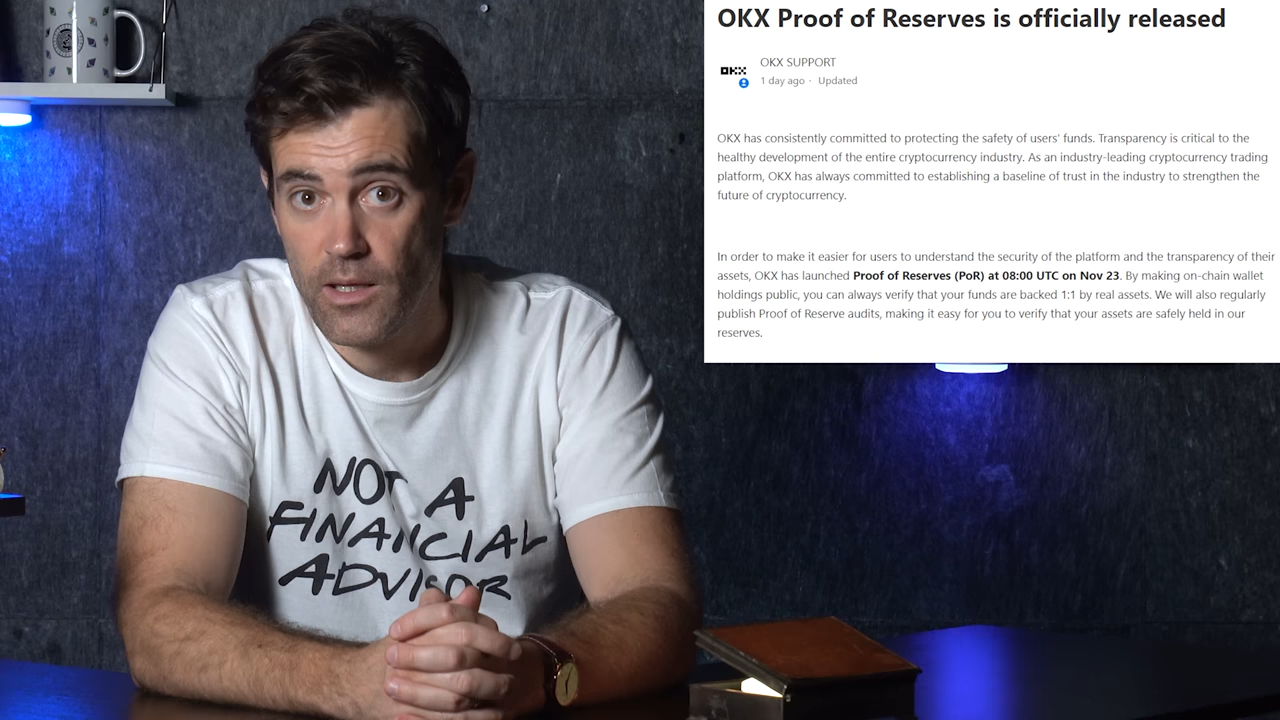 OKX Proof of Reserves is officially released
OKX
OKX SUPPORT
1 day ago · Updated
OKX has consistently committed to protecting the safety of users' funds. Transparency is critical to the
healthy development of the entire cryptocurrency industry. As an industry-leading cryptocurrency trading
platform, OKX has always committed to establishing a baseline of trust in the industry to strengthen the
future of cryptocurrency.
In order to make it easier for users to understand the security of the platform and the transparency of their
assets, OKX has launched Proof of Reserves (PoR) at 08:00 UTC on Nov 23. By making on-chain wallet
holdings public, you can always verify that your funds are backed 1:1 by real assets. We will also regularly
publish Proof of Reserve audits, making it easy for you to verify that your assets are safely held in our
reserves.
NOT A
FINANCIAL
ADVISOR